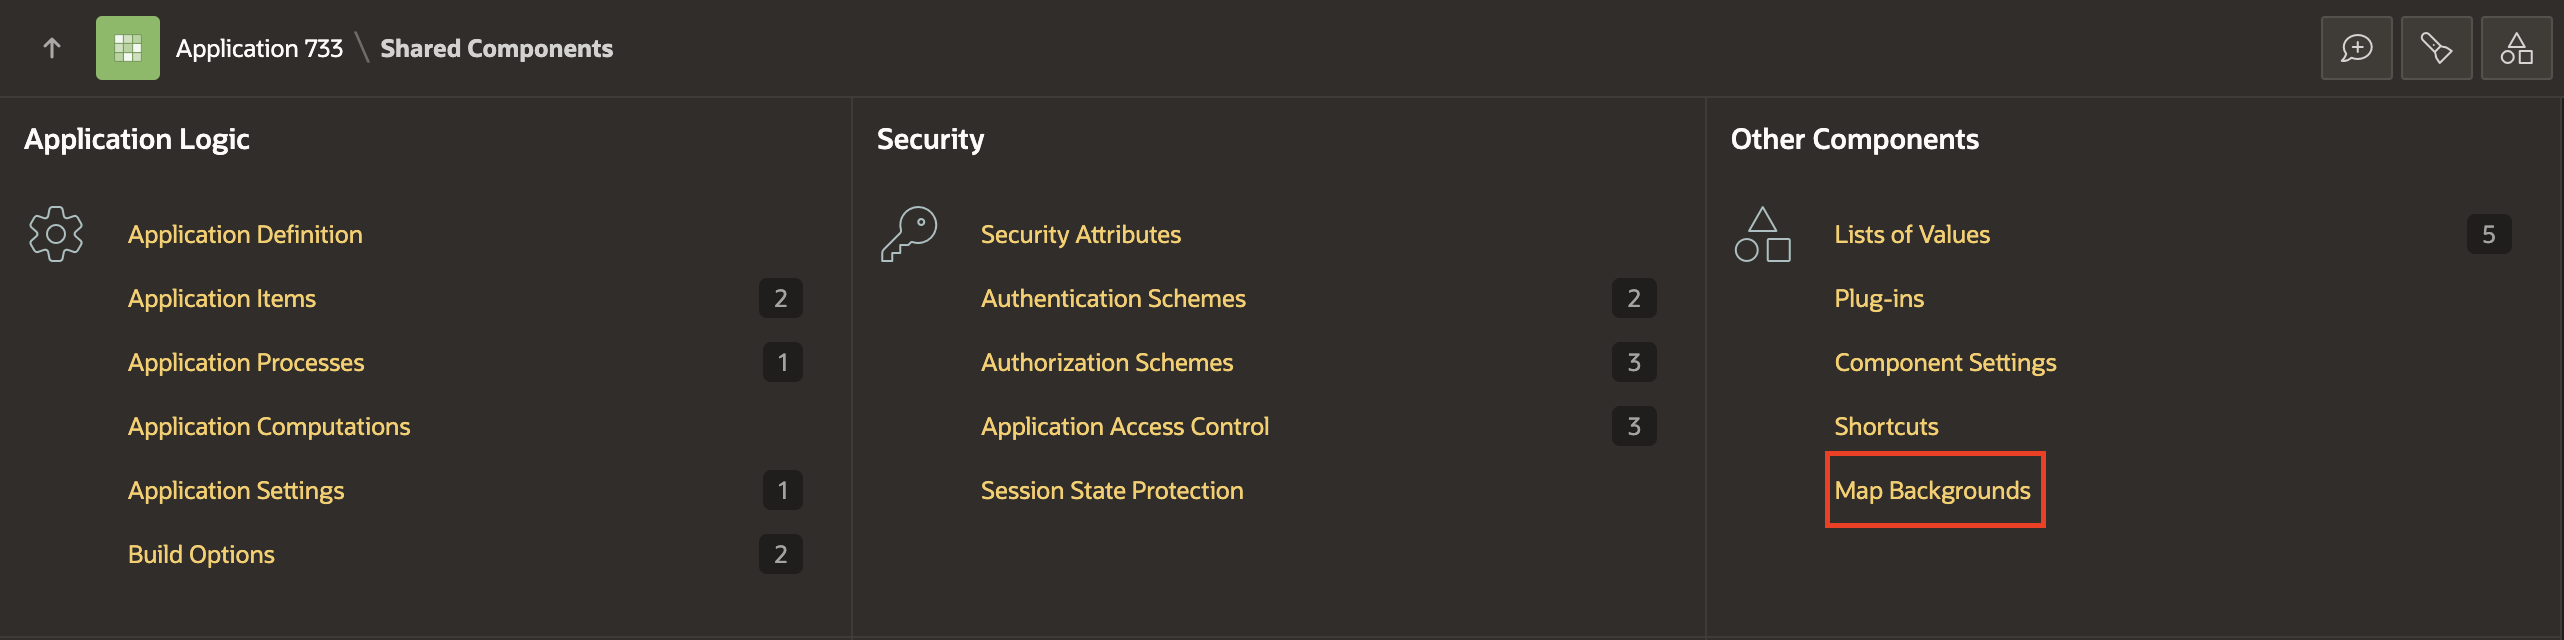 Application 733 \ Shared Components
Application Logic
Application Definition
Application Items 2
Application Processes 1
Application Computations
Application Settings 1
Build Options 2
Security
Security Attributes
Authentication Schemes 2
Authorization Schemes 3
Application Access Control 3
Session State Protection
Other Components
Lists of Values 5
Plug-ins
Component Settings
Shortcuts
Map Backgrounds